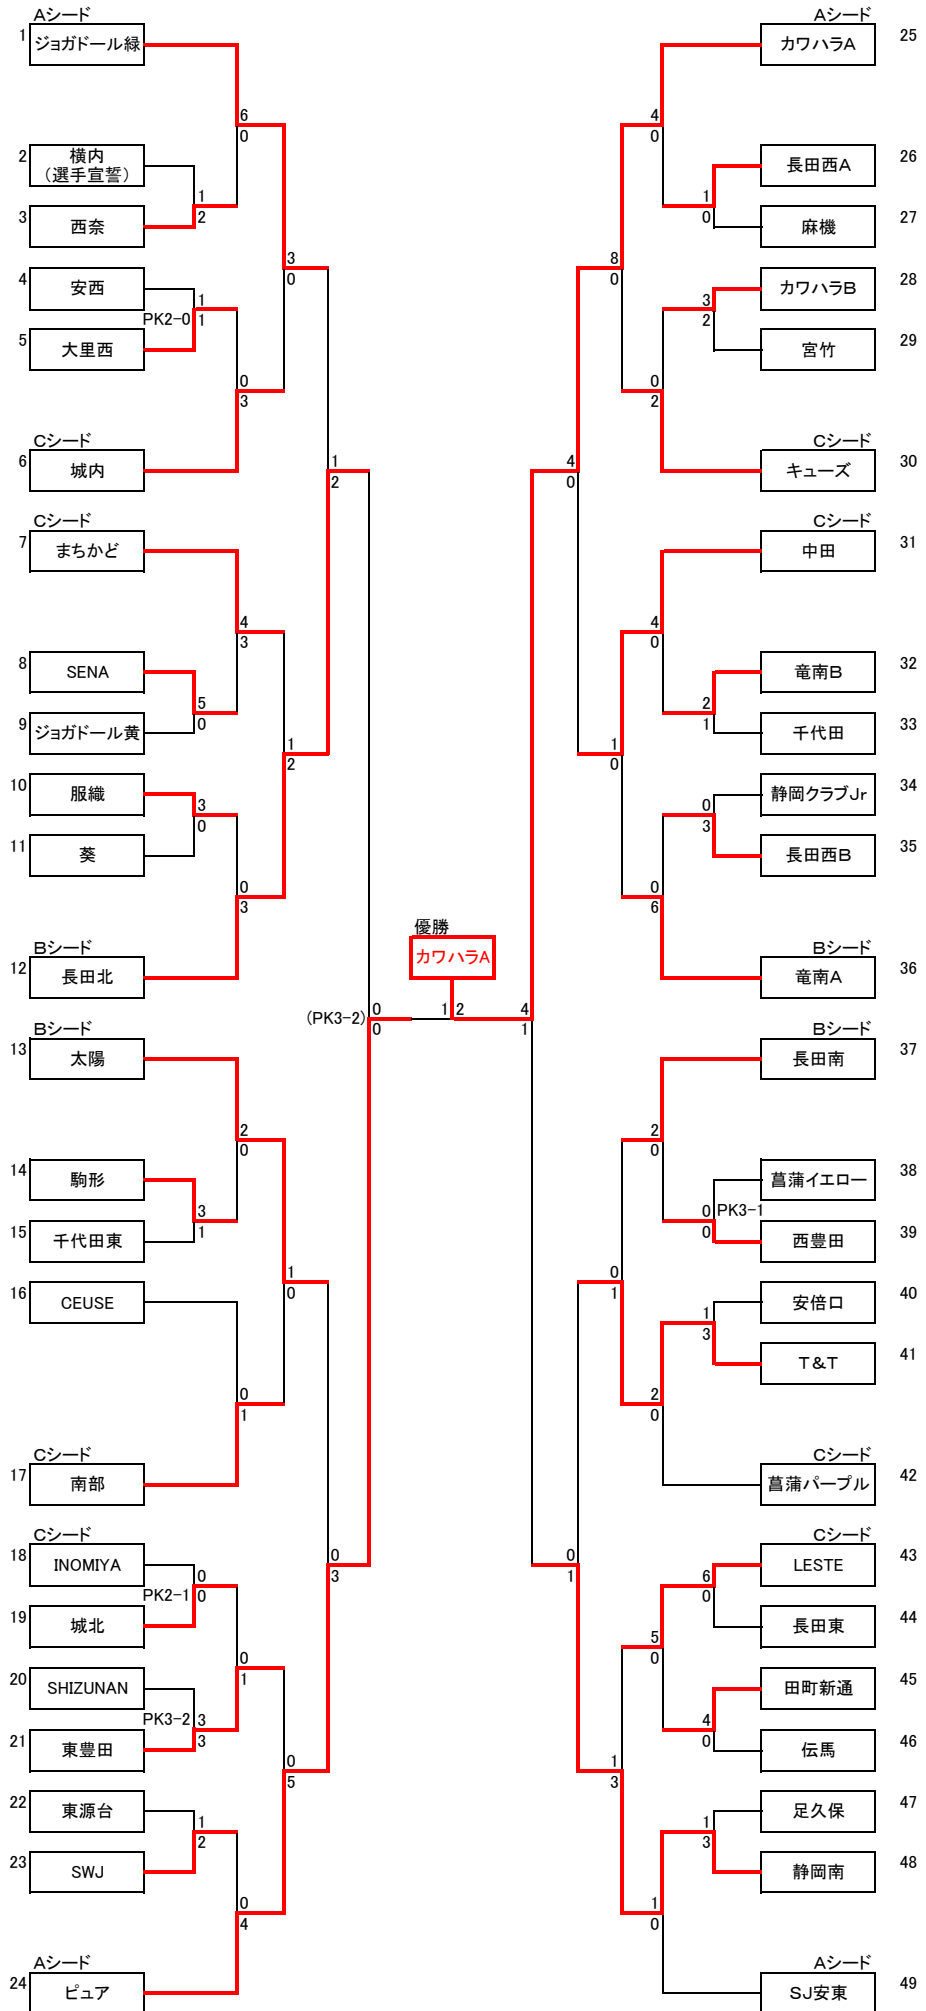 Aシード
1
ジョガドール緑
6
0
2
横内
（選手宣誓）
1
2
3
西奈
3
0
4
安西
1
PK2-0
1
5
大里西
0
3
Cシード
6
城内
1
2
Cシード
7
まちかど
4
3
8
SENA
5
0
9
ジョガドール黄
1
2
10
服織
3
0
11
葵
0
3
Bシード
12
長田北
(PK3-2)
0
0
Bシード
13
太陽
2
0
14
駒形
3
1
15
千代田東
1
0
16
CEUSE
0
1
Cシード
17
南部
0
3
Cシード
18
INOMIYA
0
PK2-1
0
19
城北
0
1
20
SHIZUNAN
PK3-2
3
3
21
東豊田
0
5
22
東源台
1
2
23
SWJ
0
4
Aシード
24
ピュア
優勝
カワハラA
1
2
Aシード
カワハラA
25
4
0
長田西A
26
1
0
麻機
27
8
0
カワハラB
28
3
2
宮竹
29
0
2
Cシード
キューズ
30
4
0
Cシード
中田
31
4
0
竜南B
32
2
1
千代田
33
1
0
静岡クラブJr
34
0
3
長田西B
35
0
6
Bシード
竜南A
36
4
1
Bシード
長田南
37
2
0
菖蒲イエロー
38
0
PK3-1
0
西豊田
39
0
1
安倍口
40
1
3
T＆T
41
2
0
Cシード
菖蒲パープル
42
0
1
Cシード
LESTE
43
6
0
長田東
44
5
0
田町新通
45
4
0
伝馬
46
1
3
足久保
47
1
3
静岡南
48
1
0
Aシード
SJ安東
49